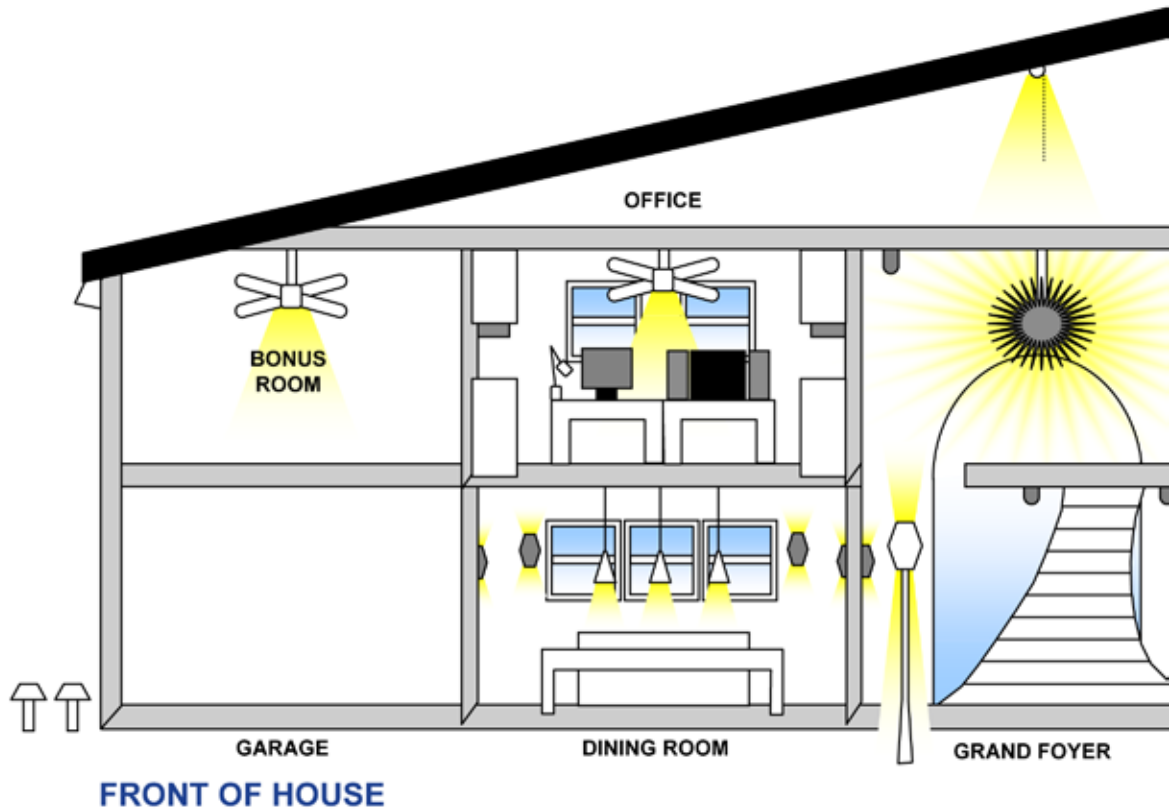 OFFICE
BONUS
ROOM
GARAGE
DINING ROOM
GRAND FOYER
FRONT OF HOUSE